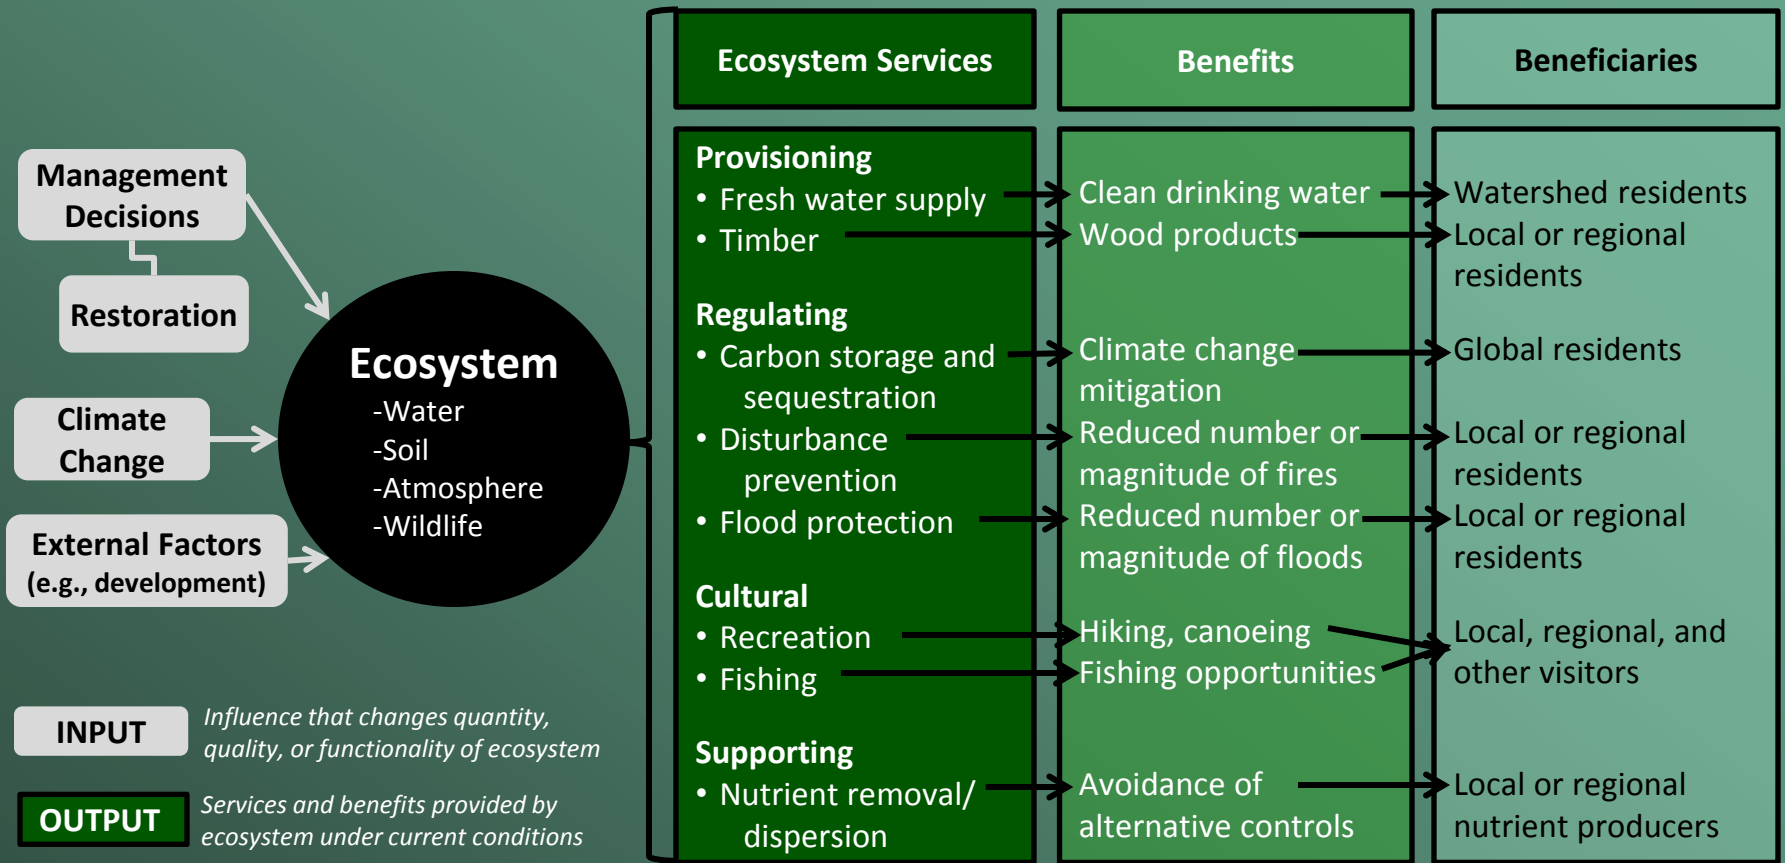 Management
Decisions
Restoration
Climate
Change
External Factors
(e.g., development)
Ecosystem
-Water
-Soil
-Atmosphere
-Wildlife
INPUT
Influence that changes quantity,
quality, or functionality of ecosystem
OUTPUT
Services and benefits provided by
ecosystem under current conditions
Ecosystem Services
Provisioning
• Fresh water supply
• Timber
Regulating
• Carbon storage and
sequestration
• Disturbance
prevention
• Flood protection
Cultural
• Recreation
• Fishing
Supporting
• Nutrient removal/
dispersion
Benefits
Clean drinking water
Wood products
Climate change
mitigation
Reduced number or
magnitude of fires
Reduced number or
magnitude of floods
Hiking, canoeing
Fishing opportunities
Avoidance of
alternative controls
Beneficiaries
Watershed residents
Local or regional
residents
Global residents
Local or regional
residents
Local or regional
residents
Local, regional, and
other visitors
Local or regional
nutrient producers